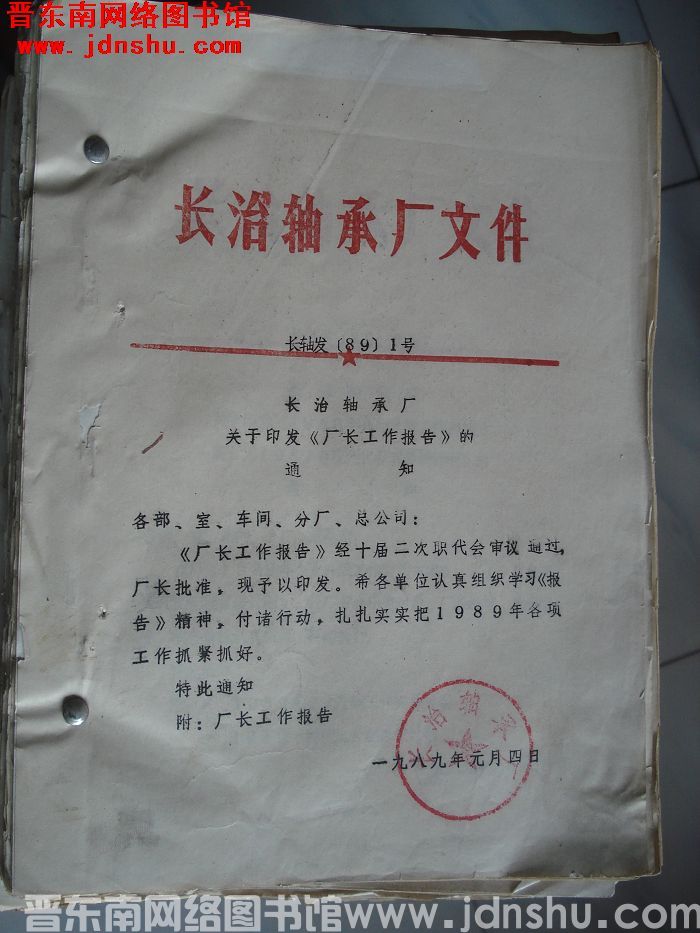 晋东南网络图书馆
www.jdnshu.com
长治轴承厂文件
长轴发〔89〕1号
长治轴承厂
关于印发《厂长工作报告》的
通知
各部、室、车间、分厂、总公司：
《厂长工作报告》经十届二次职代会审议通过，
厂长批准，现予以印发。希各单位认真组织学习《报
告》精神，付诸行动，扎扎实实把1989年各项
工作抓紧抓好。
特此通知
附：厂长工作报告
长治轴承厂
一九八九年元月四日
晋东南网络图书馆www.jdnshu.com